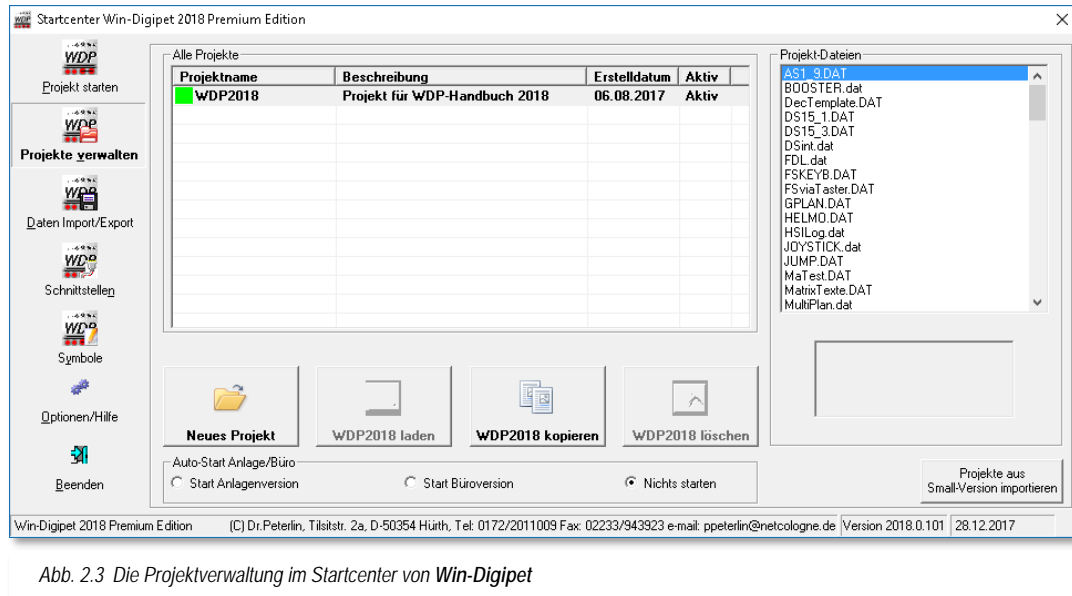 Startcenter Win-Digipet 2018 Premium Edition
WDP
Projekt starten
WDP
Projekte verwalten
WDP
Daten Import/Export
WDP
Schnittstellen
WDP
Symbole
Optionen/Hilfe
Beenden
Alle Projekte
Projektname Beschreibung Erstelldatum Aktiv
WDP2018 Projekt für WDP-Handbuch 2018 06.08.2017 Aktiv
Projekt-Dateien
AS1_9.DAT
BOOSTER.dat
DecTemplate.DAT
DS15_1.DAT
DS15_3.DAT
DSint.dat
FDL.dat
FSKEYB.DAT
FSviaTaster.DAT
GPLAN.DAT
HELMO.DAT
HSILog.dat
JOYSTICK.dat
JUMP.DAT
MaTest.DAT
MatrixTexte.DAT
MultiPlan.dat
Neues Projekt
WDP2018 laden
WDP2018 kopieren
WDP2018 löschen
Auto-Start Anlage/Büro
Start Anlagenversion Start Büroversion Nichts starten
Projekte aus
Small-Version importieren
Win-Digipet 2018 Premium Edition (C) Dr.Peterlin, Tilsitstr. 2a, D-50354 Hürth, Tel: 0172/2011009 Fax: 02233/943923 e-mail: ppeterlin@netcologne.de Version 2018.0.101 28.12.2017
Abb. 2.3 Die Projektverwaltung im Startcenter von Win-Digipet